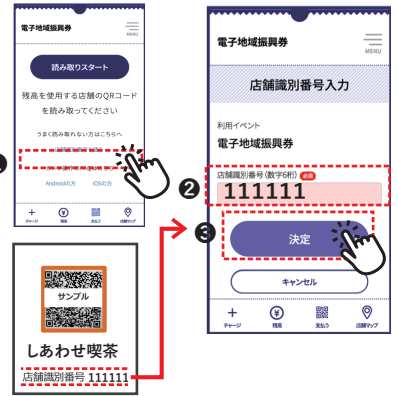 電子地域振興券
MENU
読み取りスタート
残高を使用する店舗のQRコード
を読み取ってください
うまく読み取れない方はこちらへ
Androidの方 iOSの方
チャージ 残高 支払う 店舗マップ
サンプル
しあわせ喫茶
店舗識別番号 111111
電子地域振興券
MENU
店舗識別番号入力
利用イベント
電子地域振興券
❷
店舗識別番号(数字6桁) 必須
111111
❸
決定
キャンセル
チャージ 残高 支払う 店舗マップ